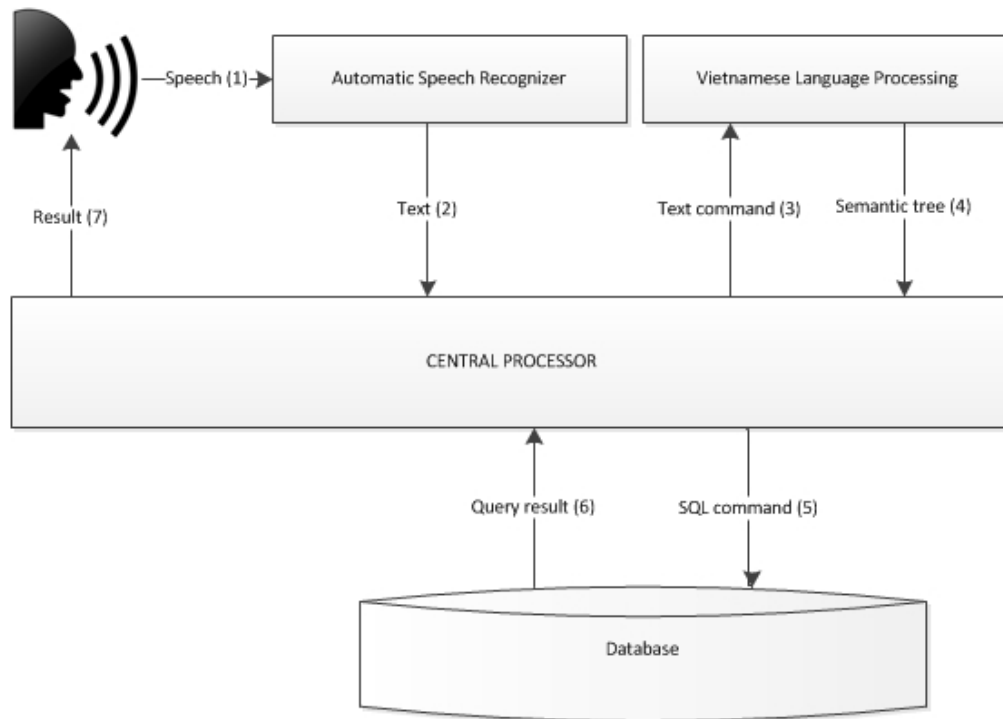 Speech (1)
Automatic Speech Recognizer
Vietnamese Language Processing
Result (7)
Text (2)
Text command (3)
Semantic tree (4)
CENTRAL PROCESSOR
Query result (6)
SQL command (5)
Database